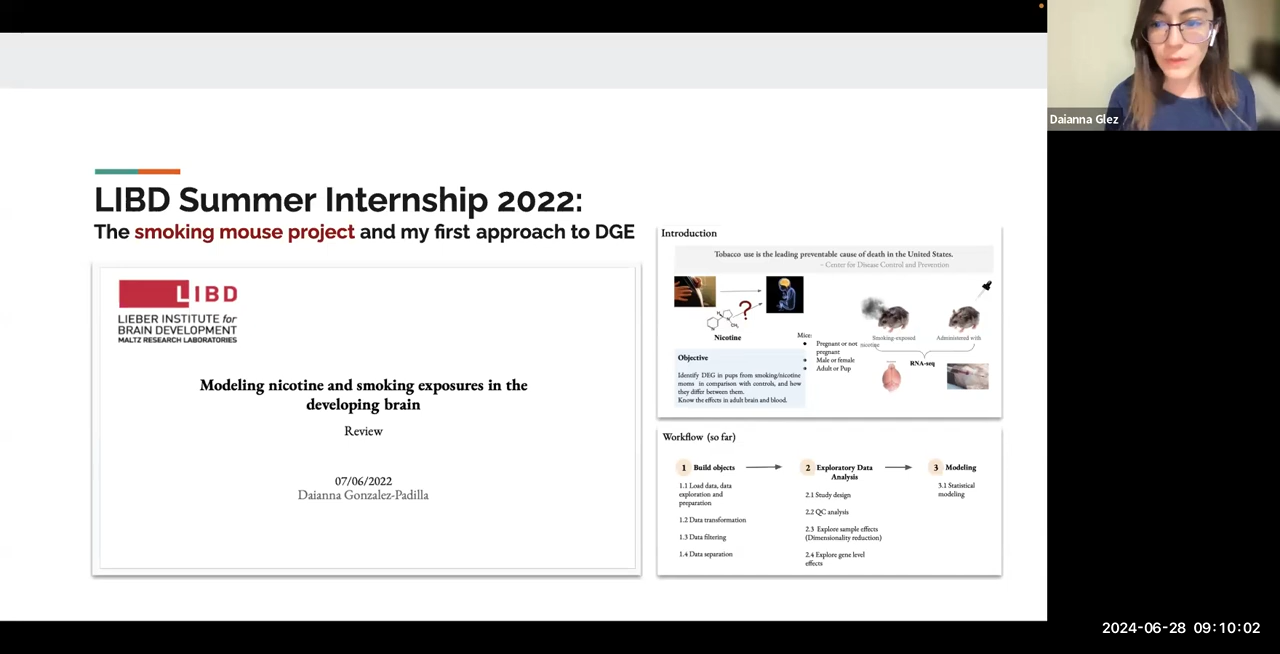 Daianna Glez
LIBD Summer Internship 2022:
The smoking mouse project and my first approach to DGE
LIBD
LIEBER INSTITUTE for
BRAIN DEVELOPMENT
MALTZ RESEARCH LABORATORIES
Modeling nicotine and smoking exposures in the
developing brain
Review
07/06/2022
Daianna Gonzalez-Padilla
Introduction
Tobacco use is the leading preventable cause of death in the United States.
– Center for Disease Control and Prevention
?
Nicotine
Objective
Identify DEG in pups from smoking/nicotine
moms in comparison with controls, and how
they differ between them.
Know the effects in adult brain and blood.
Mice:
Pregnant or not
pregnant
Male or female
Adult or Pup
Smoking-exposed
Administered with
nicotine
RNA-seq
Workflow (so far)
1 Build objects
1.1 Load data, data
exploration and
preparation
1.2 Data transformation
1.3 Data filtering
1.4 Data separation
2 Exploratory Data
Analysis
2.1 Study design
2.2 QC analysis
2.3 Explore sample effects
(Dimensionality reduction)
2.4 Explore gene level
effects
3 Modeling
3.1 Statistical
modeling
2024-06-28 09:10:02